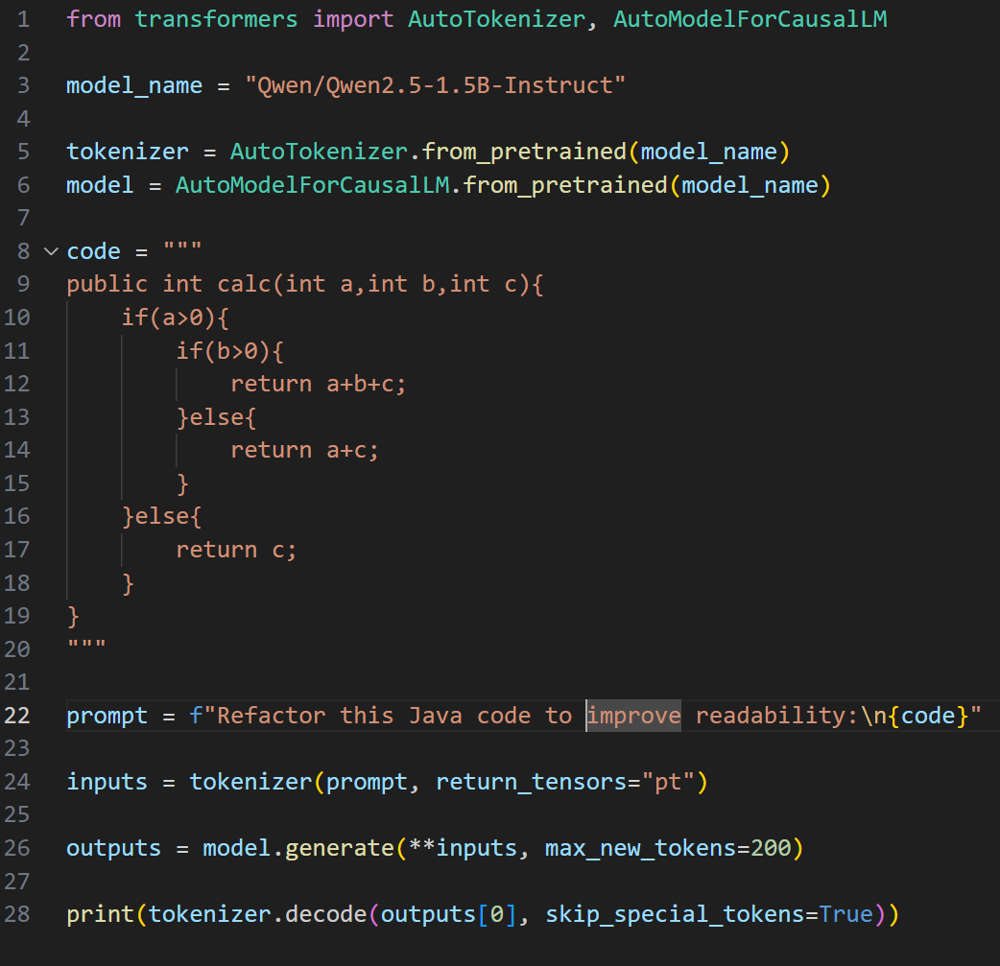 1 from transformers import AutoTokenizer, AutoModelForCausalLM
2
3 model_name = "Qwen/Qwen2.5-1.5B-Instruct"
4
5 tokenizer = AutoTokenizer.from_pretrained(model_name)
6 model = AutoModelForCausalLM.from_pretrained(model_name)
7
8 code = """
9 public int calc(int a,int b,int c){
10     if(a>0){
11         if(b>0){
12             return a+b+c;
13         }else{
14             return a+c;
15         }
16     }else{
17         return c;
18     }
19 }
20 """
21
22 prompt = f"Refactor this Java code to improve readability:\n{code}"
23
24 inputs = tokenizer(prompt, return_tensors="pt")
25
26 outputs = model.generate(**inputs, max_new_tokens=200)
27
28 print(tokenizer.decode(outputs[0], skip_special_tokens=True))